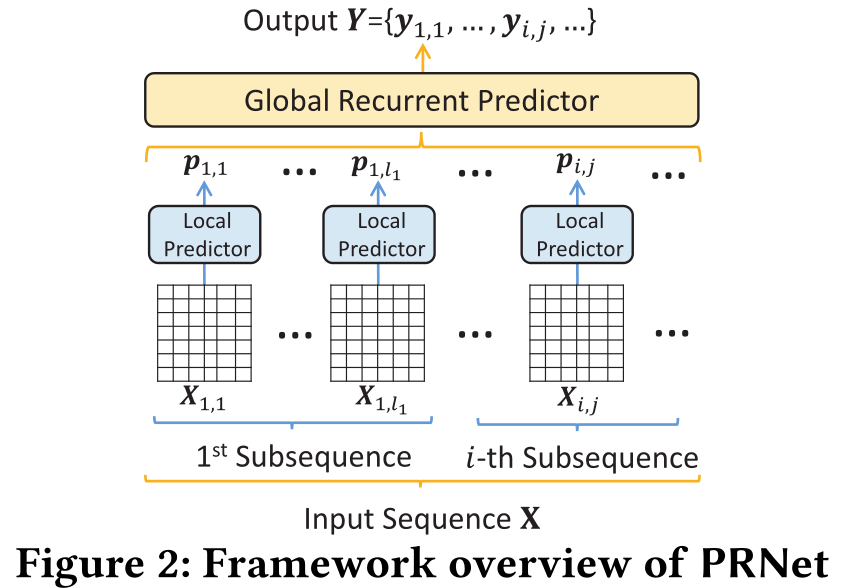 Output Y={y1,1, … , yi,j, …}
Global Recurrent Predictor
p1,1 … p1,l1 … pi,j …
Local Predictor Local Predictor Local Predictor
… … …
X1,1 X1,l1 Xi,j
1st Subsequence i-th Subsequence
Input Sequence X
Figure 2: Framework overview of PRNet